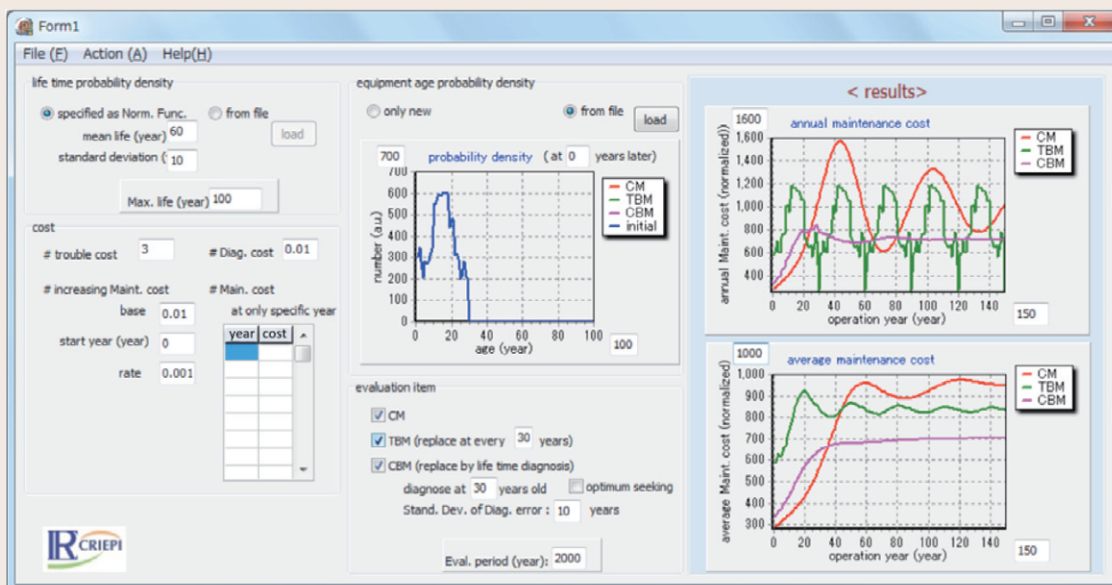 Form1
File (F) Action (A) Help(H)
life time probability density
specified as Norm. Func. from file
mean life (year) 60
load
standard deviation ( 10
Max. life (year) 100
cost
# trouble cost 3 # Diag. cost 0.01
# increasing Maint. cost # Main. cost
base 0.01 at only specific year
start year (year) 0
year cost
rate 0.001
IR CRIEPI
equipment age probability density
only new from file load
700 probability density (at 0 years later)
number (a.u)
700
600
500
400
300
200
100
0
CM
TBM
CBM
initial
0 20 40 60 80 100
age (year) 100
evaluation item
CM
TBM (replace at every 30 years)
CBM (replace by life time diagnosis)
diagnose at 30 years old optimum seeking
Stand. Dev. of Diag. error : 10 years
Eval. period (year): 2000
< results>
1600 annual maintenance cost
annual Maint. cost (normalized))
1,600
1,400
1,200
1,000
800
600
400
CM
TBM
CBM
0 20 40 60 80 100 120 140
operation year (year) 150
1000 average maintenance cost
average Maint. cost (normalized)
1,000
900
800
700
600
500
400
300
CM
TBM
CBM
0 20 40 60 80 100 120 140
operation year (year) 150